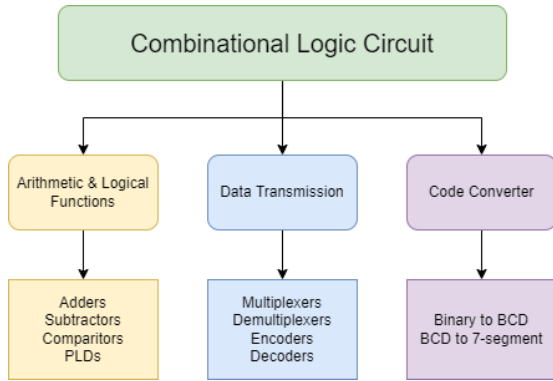 Combinational Logic Circuit
Arithmetic & Logical
Functions
Data Transmission
Code Converter
Adders
Subtractors
Comparitors
PLDs
Multiplexers
Demultiplexers
Encoders
Decoders
Binary to BCD
BCD to 7-segment